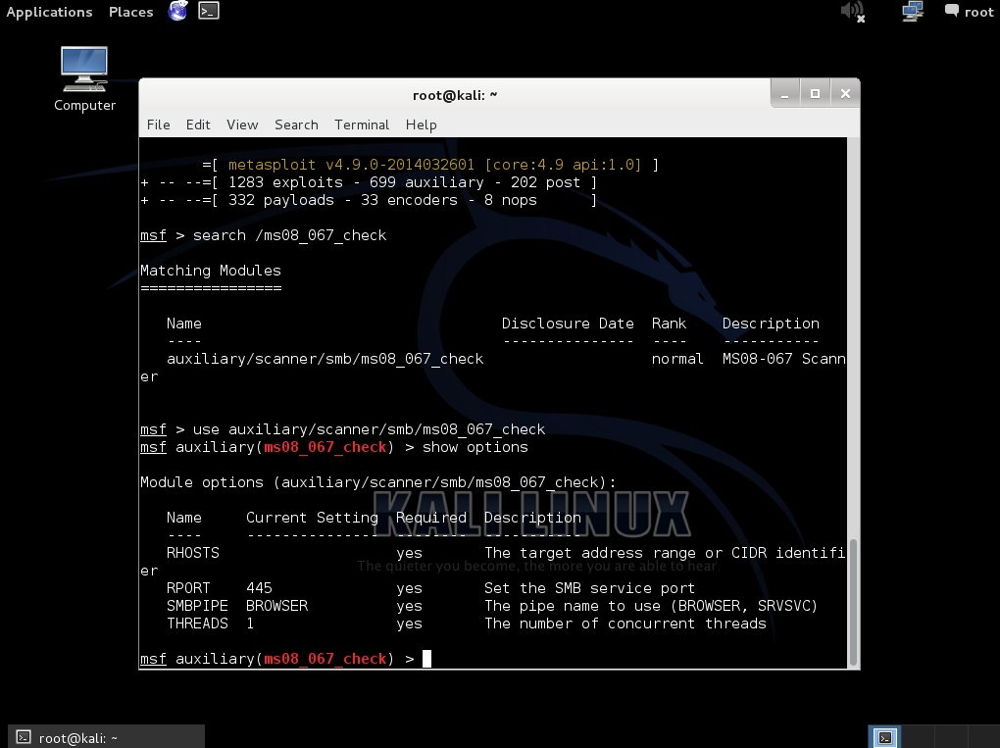 Applications Places root
Computer
root@kali: ~
File Edit View Search Terminal Help
=[ metasploit v4.9.0-2014032601 [core:4.9 api:1.0] ]
+ -- --=[ 1283 exploits - 699 auxiliary - 202 post ]
+ -- --=[ 332 payloads - 33 encoders - 8 nops      ]
msf > search /ms08_067_check
Matching Modules
================
Name Disclosure Date Rank Description
---- --------------- ---- -----------
auxiliary/scanner/smb/ms08_067_check normal MS08-067 Scann
er
msf > use auxiliary/scanner/smb/ms08_067_check
msf auxiliary(ms08_067_check) > show options
Module options (auxiliary/scanner/smb/ms08_067_check):
KALI LINUX
Name Current Setting Required Description
---- --------------- -------- -----------
RHOSTS yes The target address range or CIDR identifi
The quieter you become, the more you are able to hear.
er
RPORT 445 yes Set the SMB service port
SMBPIPE BROWSER yes The pipe name to use (BROWSER, SRVSVC)
THREADS 1 yes The number of concurrent threads
msf auxiliary(ms08_067_check) >
root@kali: ~